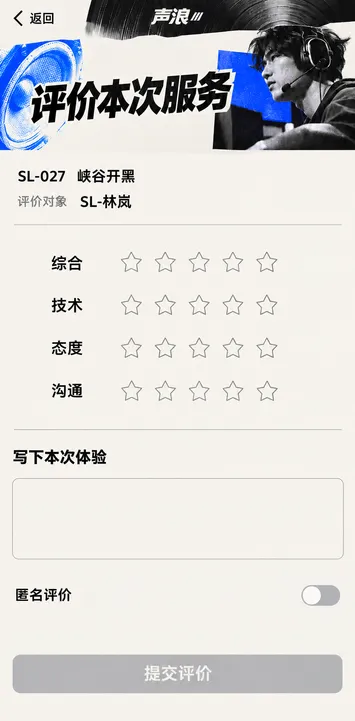 返回
声浪
评价本次服务
SL-027 峡谷开黑
评价对象 SL-林岚
综合
技术
态度
沟通
写下本次体验
匿名评价
提交评价